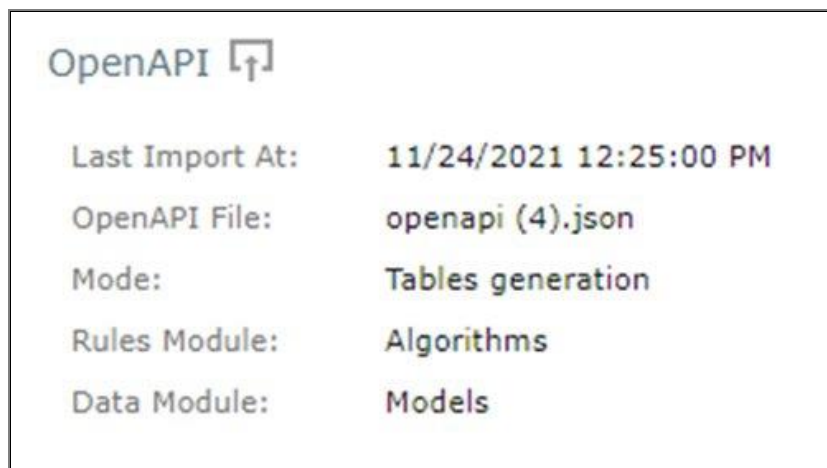 OpenAPI
Last Import At: 11/24/2021 12:25:00 PM
OpenAPI File: openapi (4).json
Mode: Tables generation
Rules Module: Algorithms
Data Module: Models